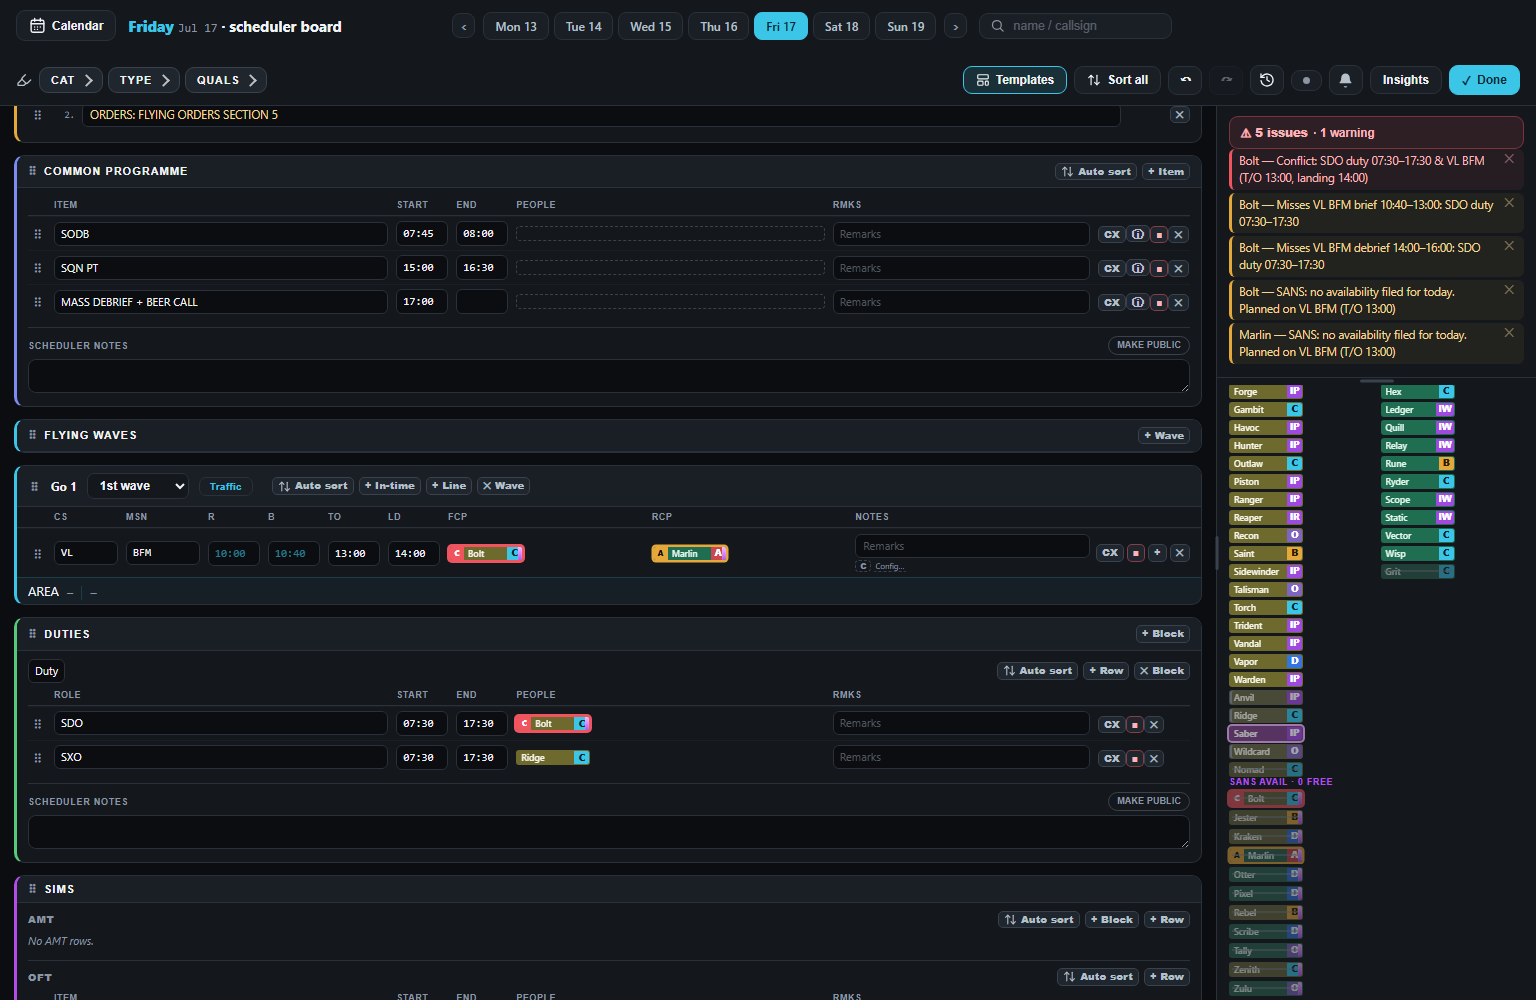 Calendar
Friday Jul 17 · scheduler board
‹ Mon 13 Tue 14 Wed 15 Thu 16 Fri 17 Sat 18 Sun 19 ›
name / callsign
CAT TYPE QUALS
Templates Sort all Insights ✓ Done
2. ORDERS: FLYING ORDERS SECTION 5
COMMON PROGRAMME Auto sort + Item
ITEM START END PEOPLE RMKS
SODB 07:45 08:00 Remarks CX
SQN PT 15:00 16:30 Remarks CX
MASS DEBRIEF + BEER CALL 17:00 Remarks CX
SCHEDULER NOTES MAKE PUBLIC
FLYING WAVES + Wave
Go 1 1st wave Traffic Auto sort + In-time + Line X Wave
CS MSN R B TO LD FCP RCP NOTES
VL BFM 10:00 10:40 13:00 14:00 C Bolt C A Marlin A Remarks CX
C Config...
AREA – | –
DUTIES + Block
Duty Auto sort + Row X Block
ROLE START END PEOPLE RMKS
SDO 07:30 17:30 C Bolt C Remarks CX
SXO 07:30 17:30 Ridge C Remarks CX
SCHEDULER NOTES MAKE PUBLIC
SIMS
AMT Auto sort + Block + Row
No AMT rows.
OFT Auto sort + Row
ITEM START END PEOPLE RMKS
⚠ 5 issues · 1 warning
Bolt — Conflict: SDO duty 07:30–17:30 & VL BFM
(T/O 13:00, landing 14:00)
Bolt — Misses VL BFM brief 10:40–13:00: SDO duty
07:30–17:30
Bolt — Misses VL BFM debrief 14:00–16:00: SDO
duty 07:30–17:30
Bolt — SANS: no availability filed for today.
Planned on VL BFM (T/O 13:00)
Marlin — SANS: no availability filed for today.
Planned on VL BFM (T/O 13:00)
Forge IP
Gambit C
Havoc IP
Hunter IP
Outlaw C
Piston IP
Ranger IP
Reaper IR
Recon O
Saint B
Sidewinder IP
Talisman O
Torch C
Trident IP
Vandal IP
Vapor D
Warden IP
Anvil IP
Ridge C
Saber IP
Wildcard O
Nomad C
Hex C
Ledger IW
Quill IW
Relay IW
Rune B
Ryder C
Scope IW
Static IW
Vector C
Wisp C
Grit C
SANS AVAIL · 0 FREE
C Bolt C
Jester B
Kraken D
A Marlin A
Otter D
Pixel D
Rebel B
Scribe D
Tally O
Zenith C
Zulu O